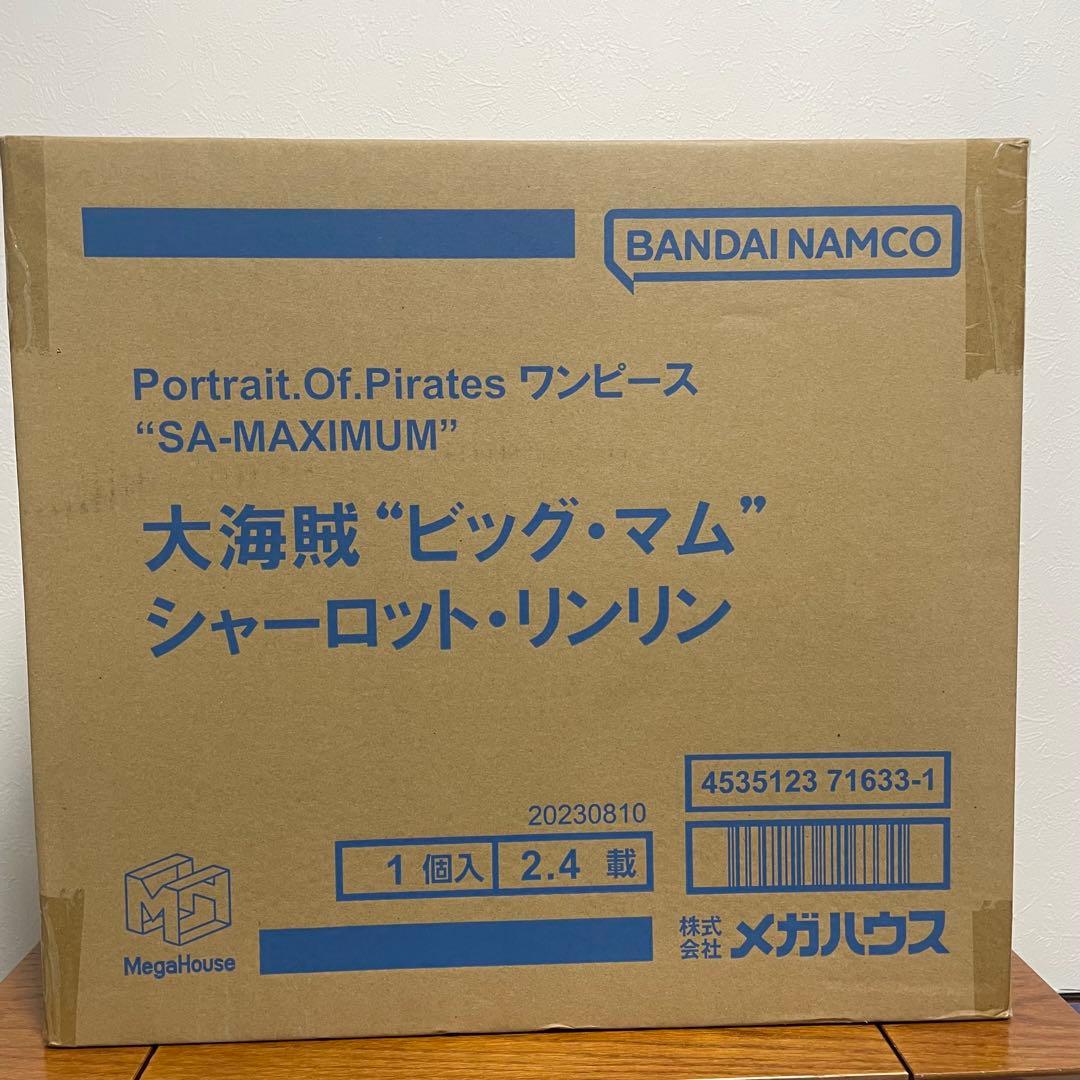 BANDAI NAMCO
Portrait.Of.Pirates ワンピース
“SA-MAXIMUM”
大海賊“ビッグ・マム”
シャーロット・リンリン
4535123 71633-1
20230810
1 個入 2.4 載
MegaHouse
株式会社 メガハウス